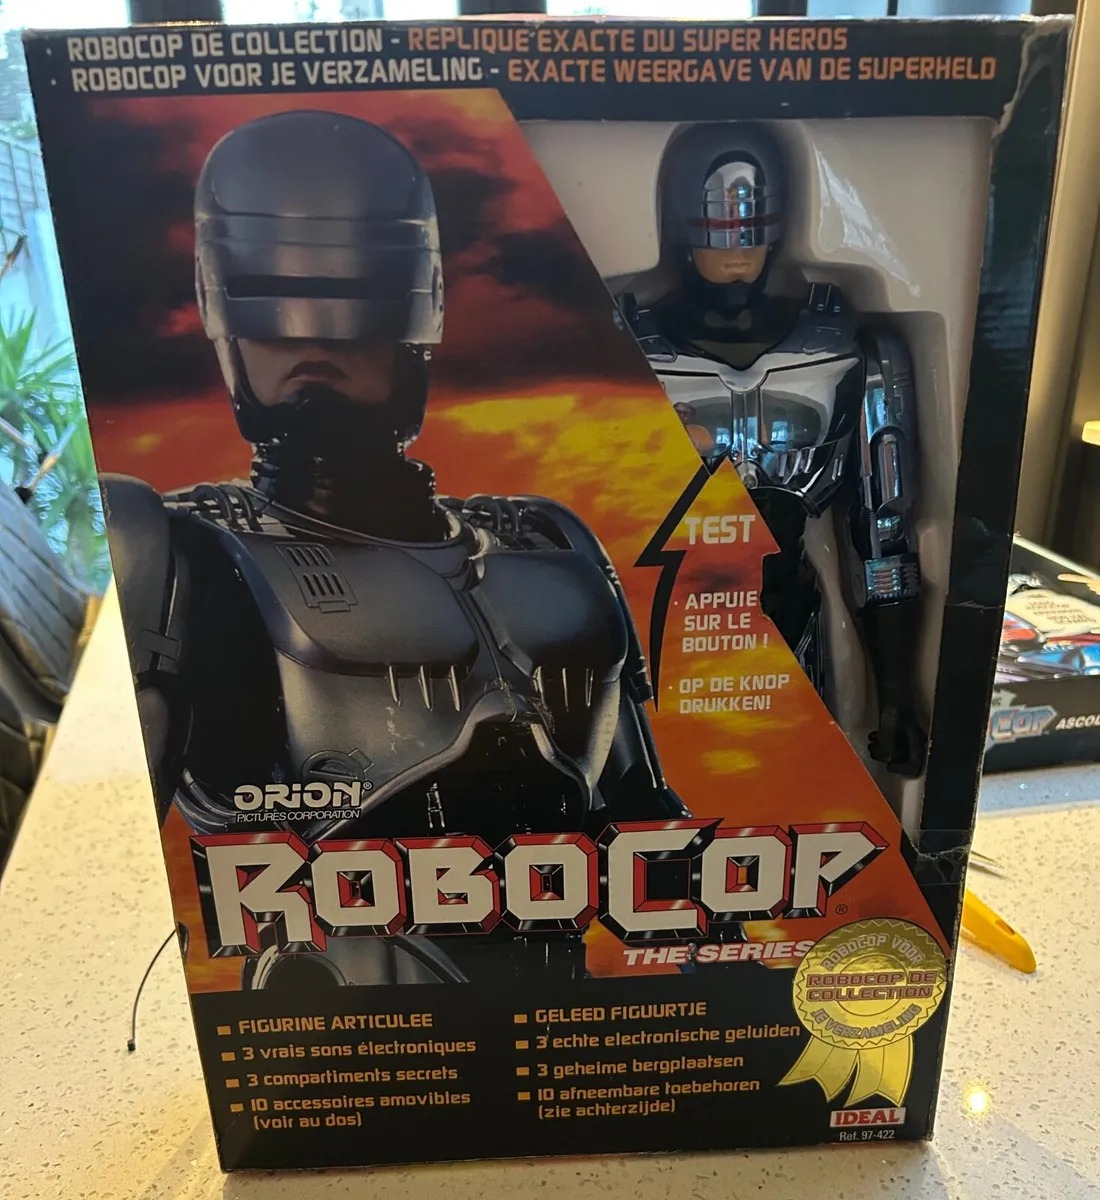 · ROBOCOP DE COLLECTION - REPLIQUE EXACTE DU SUPER HEROS
· ROBOCOP VOOR JE VERZAMELING - EXACTE WEERGAVE VAN DE SUPERHELD
TEST
· APPUIE
SUR LE
BOUTON !
· OP DE KNOP
DRUKKEN!
COP ASCOU
ORION®
PICTURES CORPORATION
ROBOCOP®
THE SERIES
ROBOCOP VOOR
ROBOCOP DE
COLLECTION
JE VERZAMELING
■ FIGURINE ARTICULEE
■ 3 vrais sons électroniques
■ 3 compartiments secrets
■ 10 accessoires amovibles
(voir au dos)
■ GELEED FIGUURTJE
■ 3 echte electronische geluiden
■ 3 geheime bergplaatsen
■ 10 afneembare toebehoren
(zie achterzijde)
IDEAL
Ref. 97-422